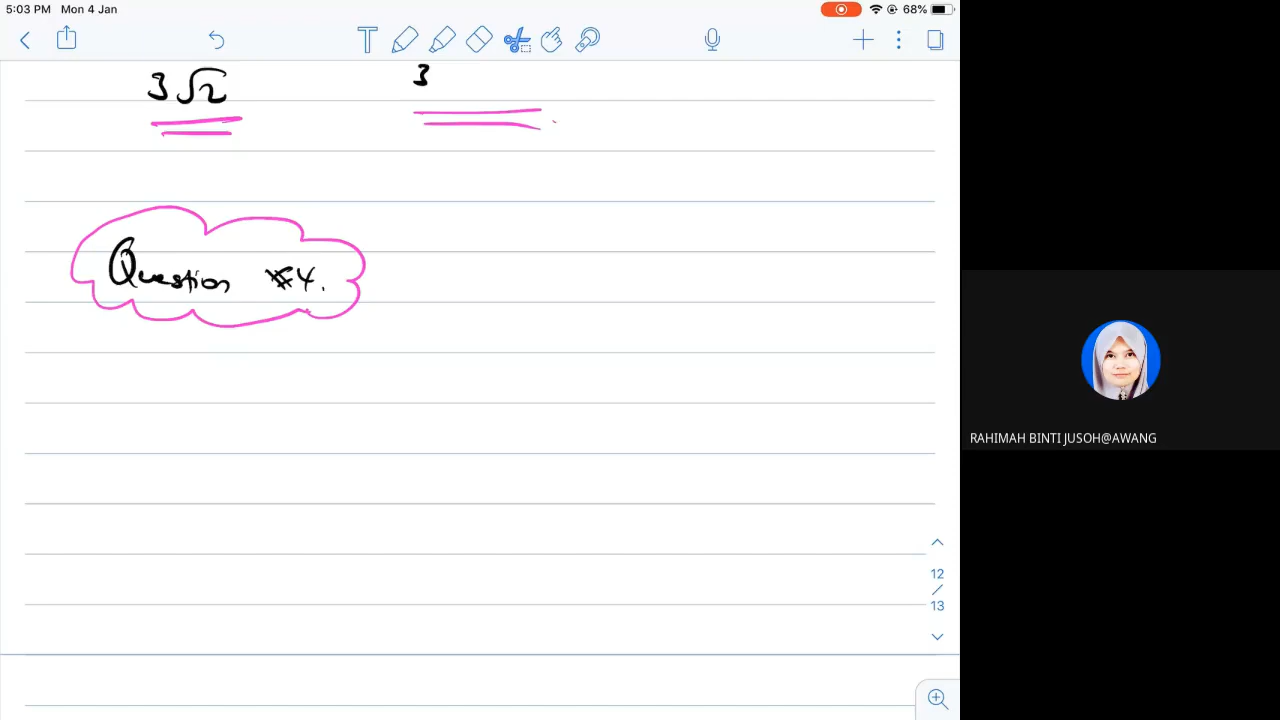 5:03 PM Mon 4 Jan
68%
3√2 3
Question #4.
12
/
13
RAHIMAH BINTI JUSOH@AWANG